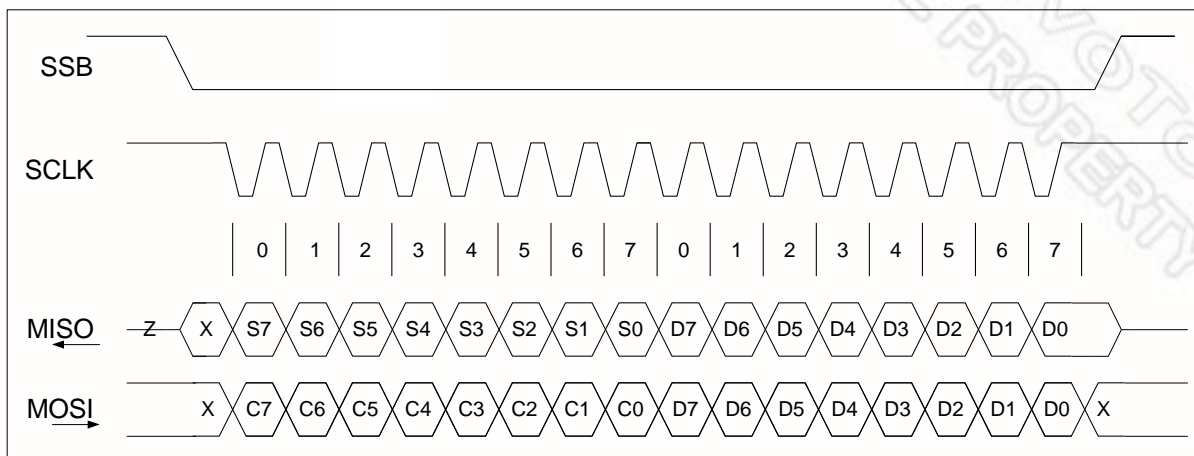 SSB
SCLK
0 1 2 3 4 5 6 7 0 1 2 3 4 5 6 7
MISO Z X S7 S6 S5 S4 S3 S2 S1 S0 D7 D6 D5 D4 D3 D2 D1 D0
MOSI X C7 C6 C5 C4 C3 C2 C1 C0 D7 D6 D5 D4 D3 D2 D1 D0 X
PROPERTY